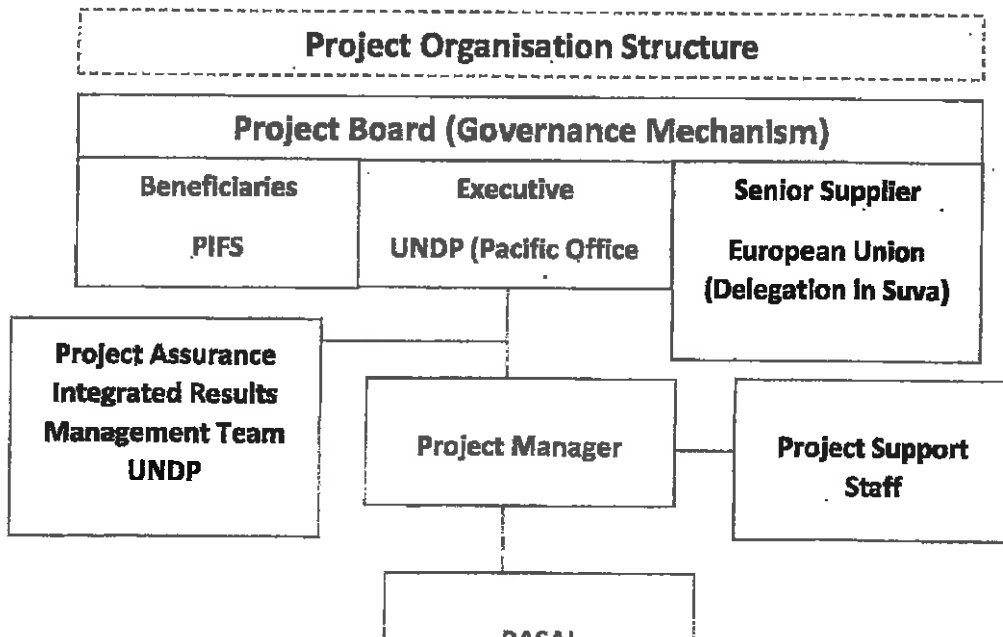 Project Organisation Structure
Project Board (Governance Mechanism)
Beneficiaries
PIFS
Executive
UNDP (Pacific Office
Senior Supplier
European Union
(Delegation in Suva)
Project Assurance
Integrated Results
Management Team
UNDP
Project Manager
Project Support
Staff